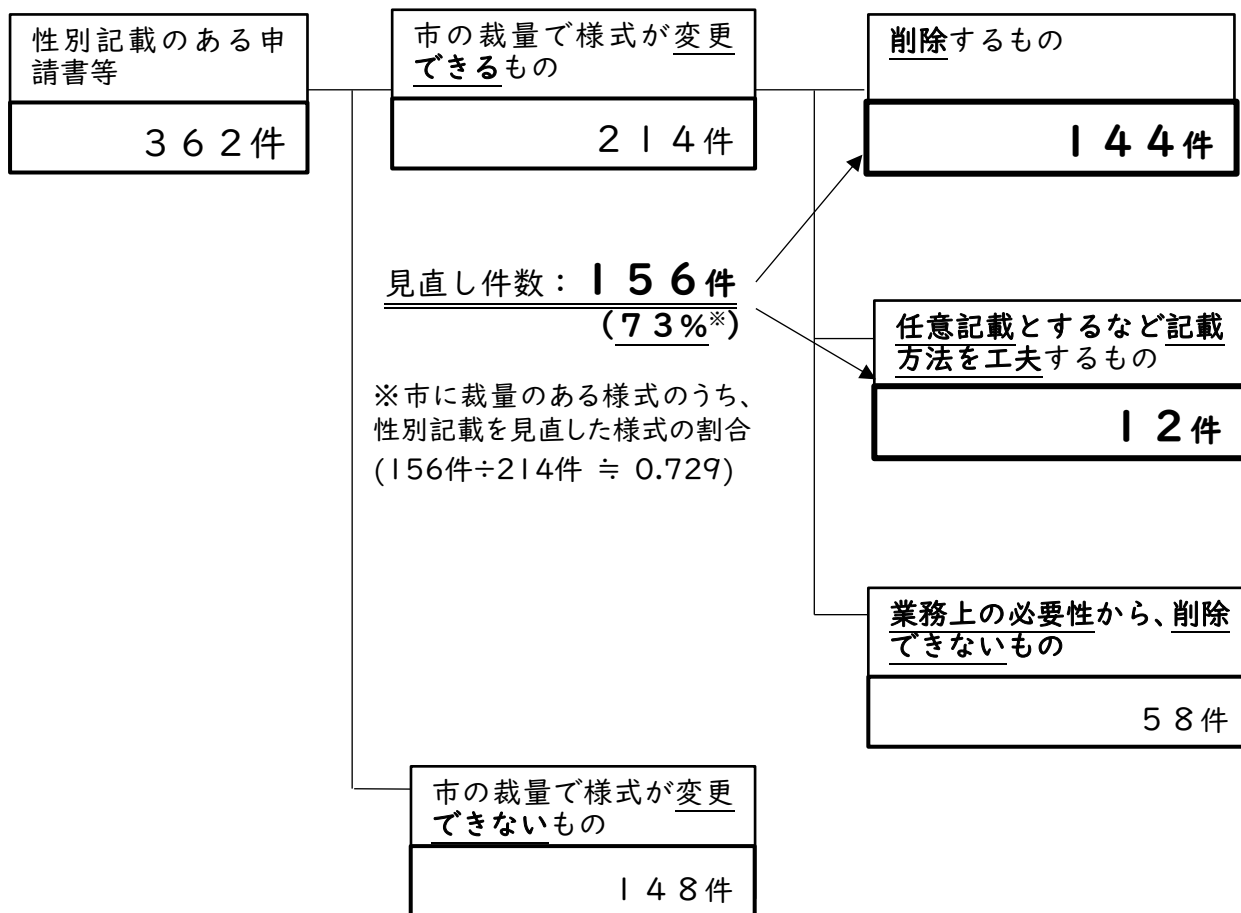 性別記載のある申
請書等
３６２件
市の裁量で様式が変更
できるもの
２１４件
削除するもの
１４４件
見直し件数：１５６件
（７３％※）
※市に裁量のある様式のうち、
性別記載を見直した様式の割合
(156件÷214件 ≒ 0.729)
任意記載とするなど記載
方法を工夫するもの
１２件
業務上の必要性から、削除
できないもの
５８件
市の裁量で様式が変更
できないもの
１４８件